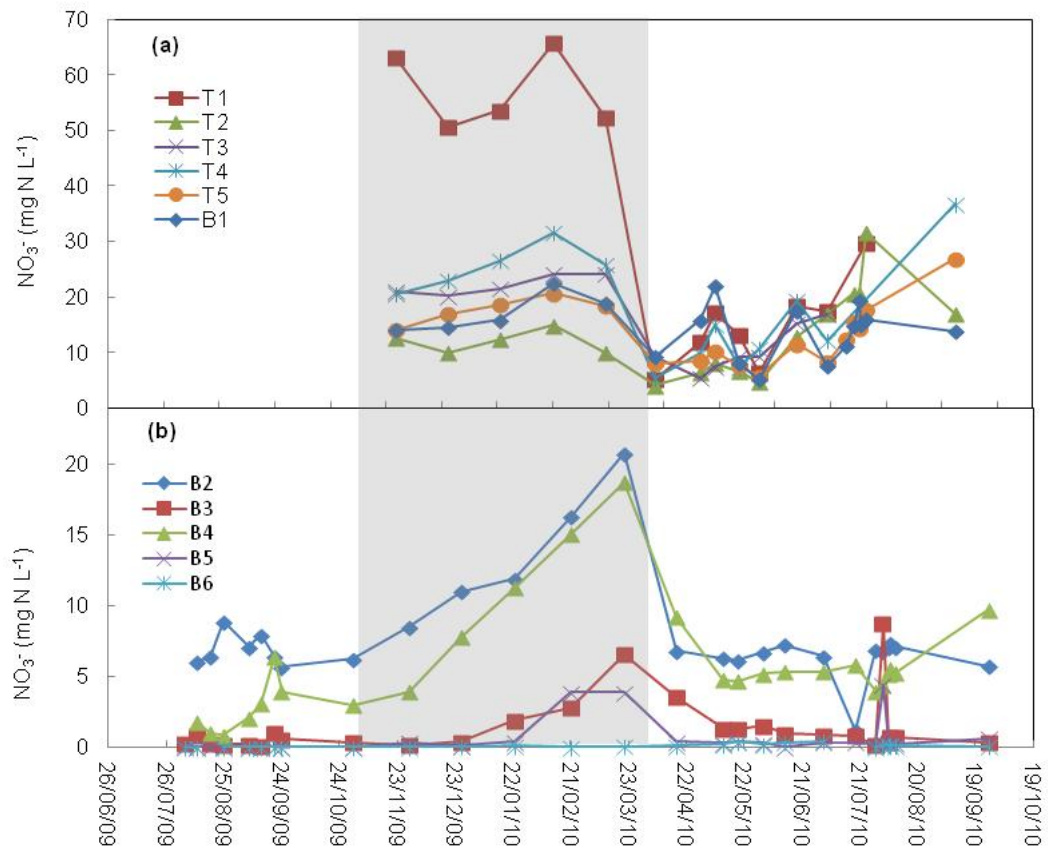 70
60
50
40
30
20
10
0
NO₃⁻ (mg N L⁻¹)
(a)
T1
T2
T3
T4
T5
B1
20
15
10
5
0
NO₃⁻ (mg N L⁻¹)
(b)
B2
B3
B4
B5
B6
26/06/09
26/07/09
25/08/09
24/09/09
24/10/09
23/11/09
23/12/09
22/01/10
21/02/10
23/03/10
22/04/10
22/05/10
21/06/10
21/07/10
20/08/10
19/09/10
19/10/10